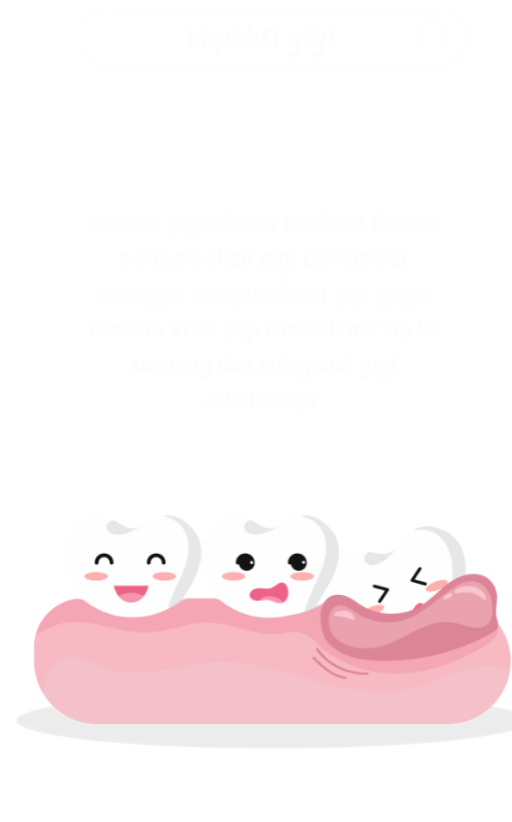 impaksi gigi
impaksi gigi adalah keadaan dimana
pertumbuhan gigi terhambat
sehingga menyebabkan gigi gagal
tumbuh atau gigi tumbuh miring ke
samping dan mengenai gigi
sebelahnya